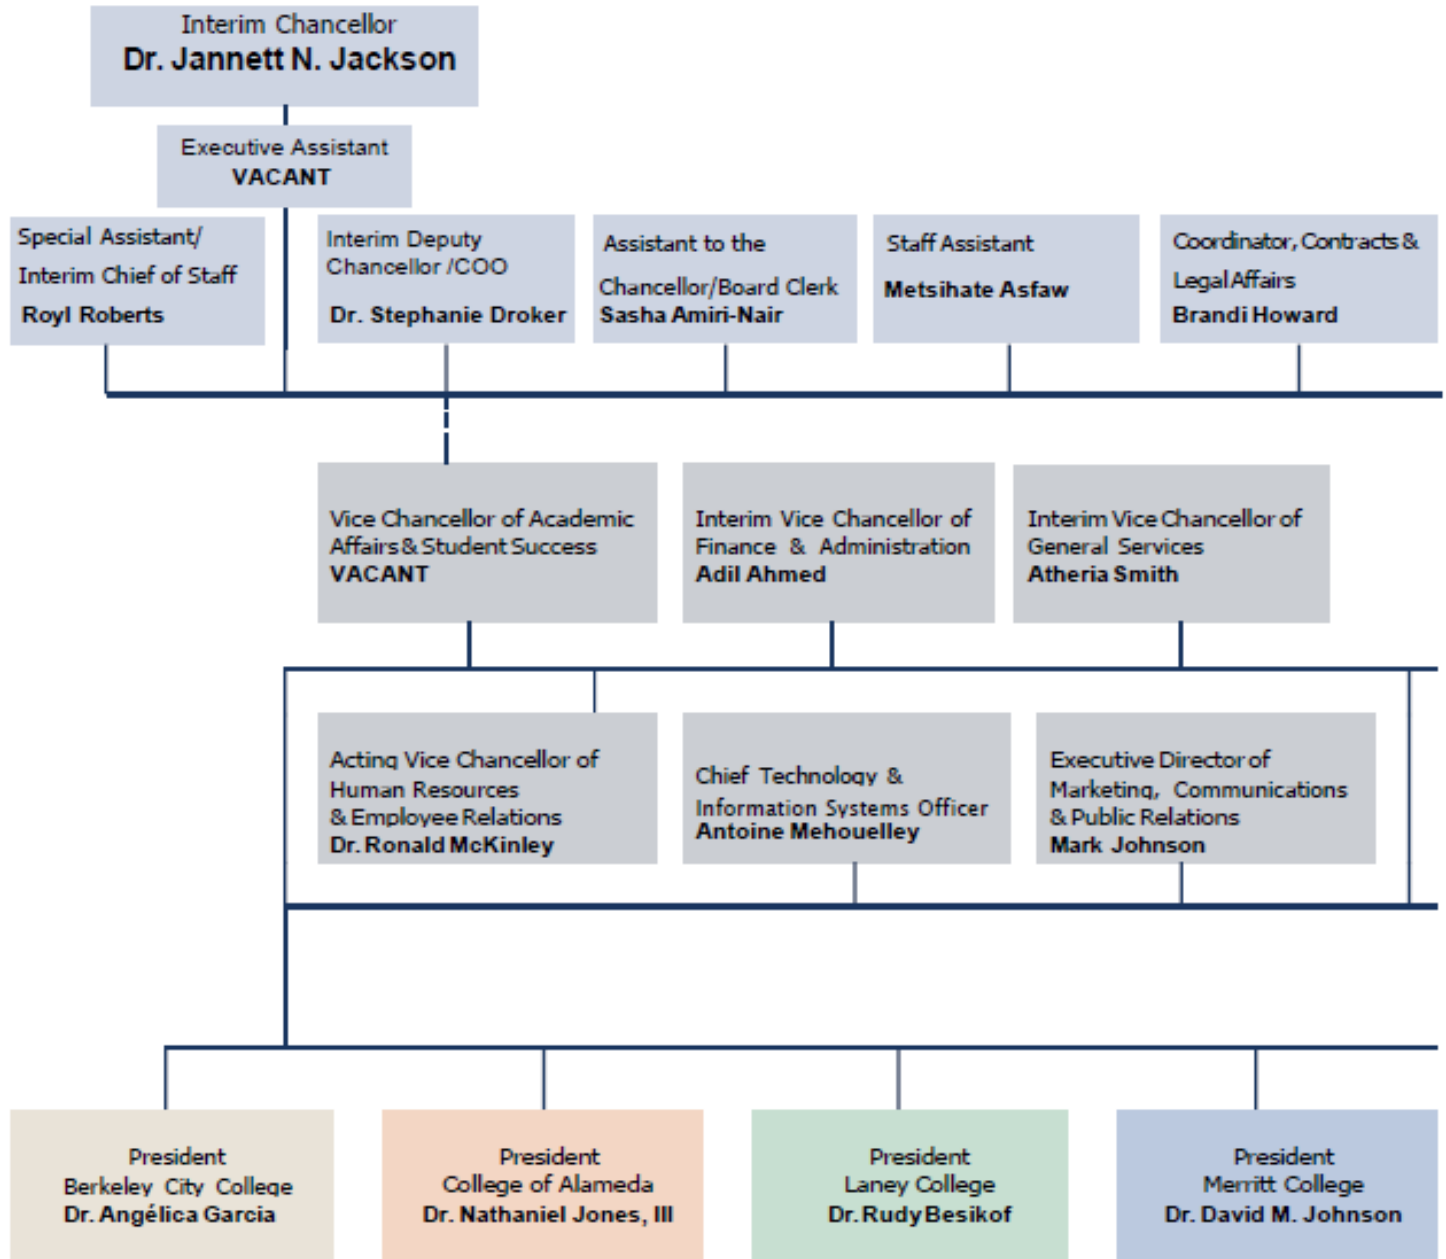 Interim Chancellor
Dr. Jannett N. Jackson
Executive Assistant
VACANT
Special Assistant/
Interim Chief of Staff
Royl Roberts
Interim Deputy
Chancellor /COO
Dr. Stephanie Droker
Assistant to the
Chancellor/Board Clerk
Sasha Amiri-Nair
Staff Assistant
Metsihate Asfaw
Coordinator, Contracts &
Legal Affairs
Brandi Howard
Vice Chancellor of Academic
Affairs & Student Success
VACANT
Interim Vice Chancellor of
Finance & Administration
Adil Ahmed
Interim Vice Chancellor of
General Services
Atheria Smith
Acting Vice Chancellor of
Human Resources
& Employee Relations
Dr. Ronald McKinley
Chief Technology &
Information Systems Officer
Antoine Mehouelley
Executive Director of
Marketing, Communications
& Public Relations
Mark Johnson
President
Berkeley City College
Dr. Angélica Garcia
President
College of Alameda
Dr. Nathaniel Jones, III
President
Laney College
Dr. Rudy Besikof
President
Merritt College
Dr. David M. Johnson